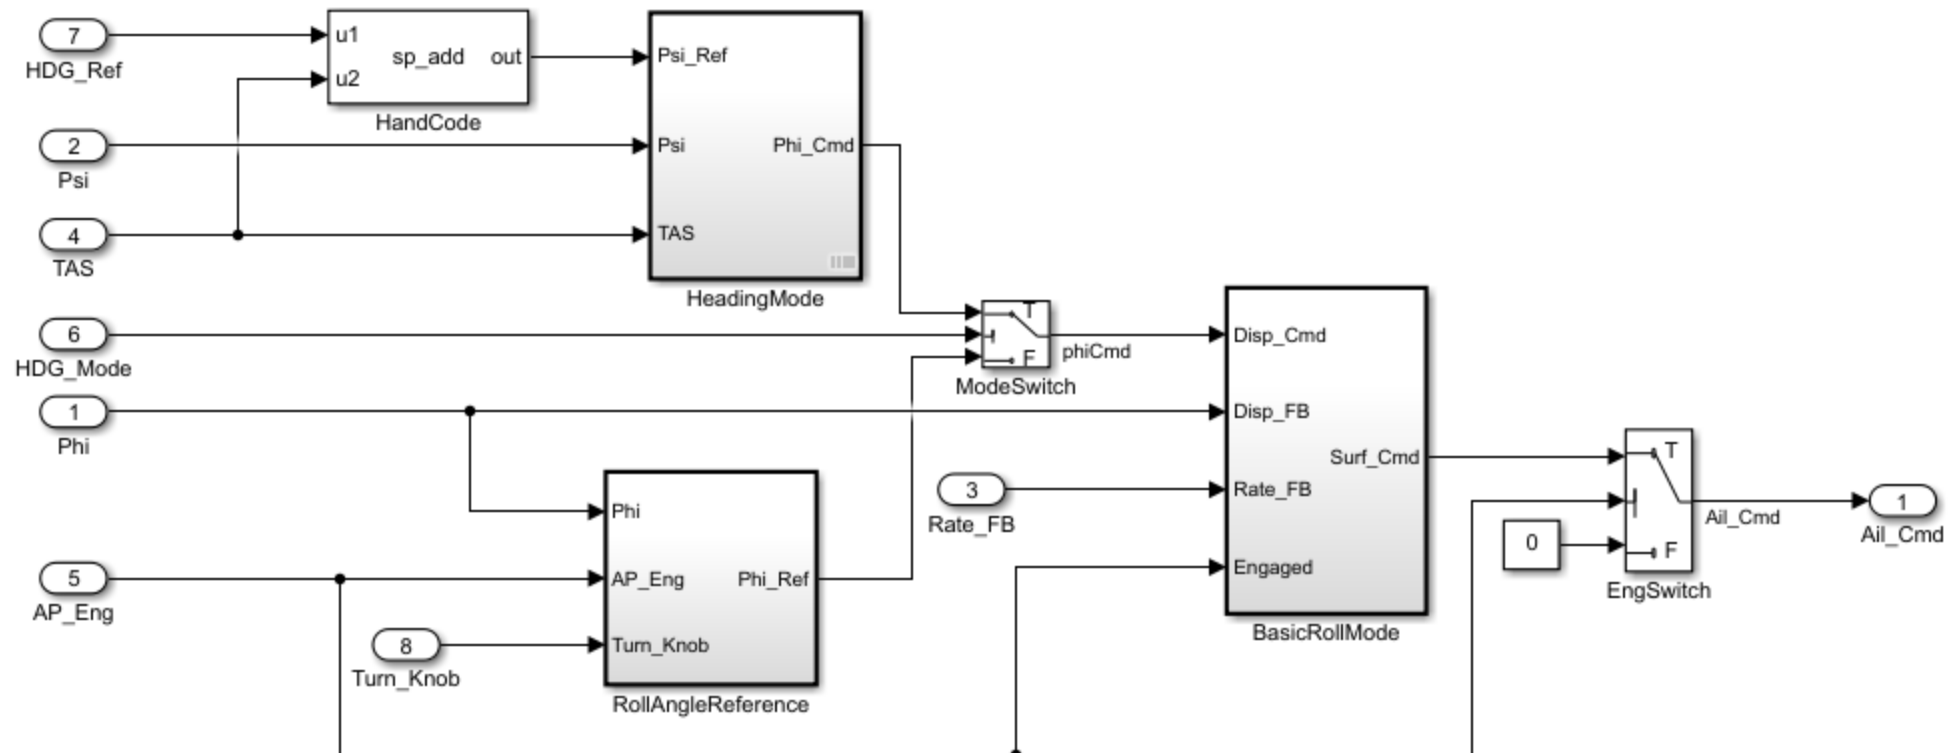 7
HDG_Ref
u1
u2
sp_add
out
HandCode
2
Psi
4
TAS
Psi_Ref
Psi
TAS
Phi_Cmd
HeadingMode
6
HDG_Mode
T
F
ModeSwitch
phiCmd
1
Phi
5
AP_Eng
8
Turn_Knob
Phi
AP_Eng
Turn_Knob
Phi_Ref
RollAngleReference
3
Rate_FB
Disp_Cmd
Disp_FB
Rate_FB
Engaged
Surf_Cmd
BasicRollMode
0
T
F
EngSwitch
Ail_Cmd
1
Ail_Cmd